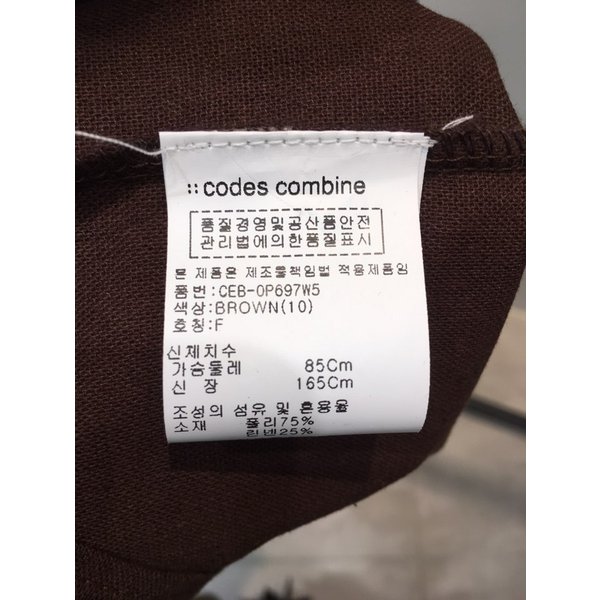 :: codes combine
품질경영및공산품안전
관리법에의한품질표시
본 제품은 제조물책임법 적용제품임
품번:CEB-OP697W5
색상:BROWN(10)
호칭:F
신체치수
가슴둘레 85Cm
신 장 165Cm
조성의 섬유 및 혼용율
소재 폴리75%
린넨25%